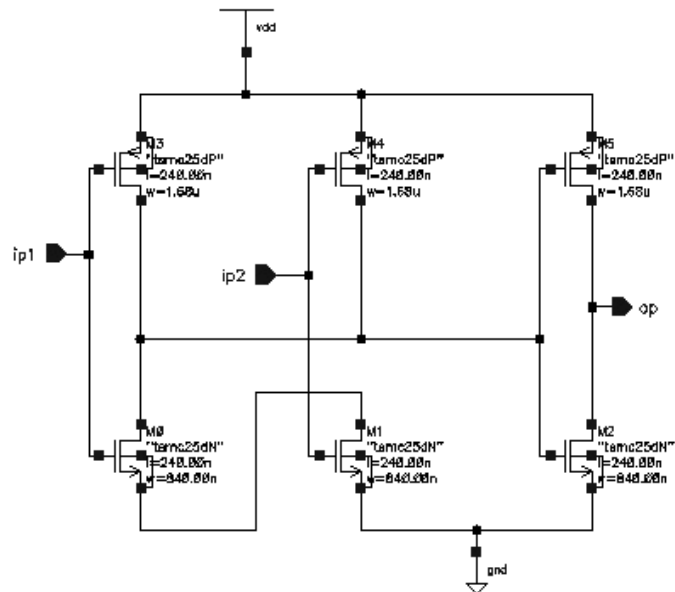 vdd
M3
"tsmc25dP"
l=240.00n
w=1.68u
M4
"tsmc25dP"
l=240.00n
w=1.68u
M5
"tsmc25dP"
l=240.00n
w=1.68u
ip1
ip2
op
M0
"tsmc25dN"
l=240.00n
w=840.00n
M1
"tsmc25dN"
l=240.00n
w=840.00n
M2
"tsmc25dN"
l=240.00n
w=840.00n
gnd